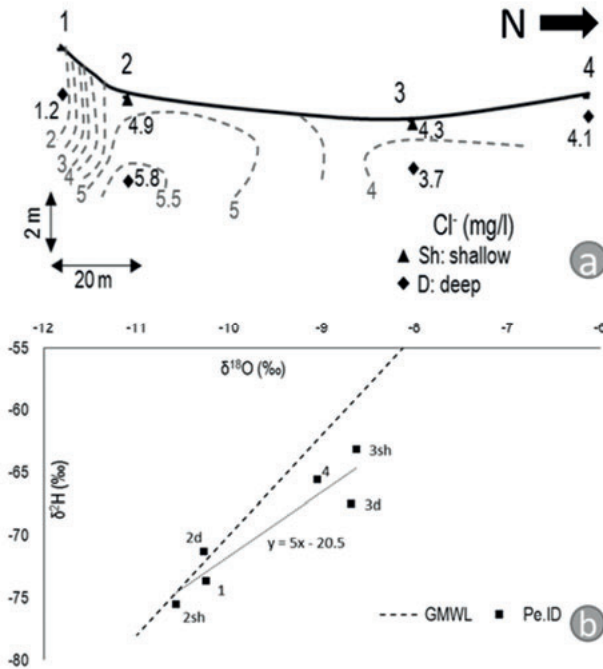 N
1
2
3
4
1.2
4.9
4.3
4.1
2
3
4
5
5.8
5.5
5
4
3.7
2 m
20 m
Cl⁻ (mg/l)
▲ Sh: shallow
◆ D: deep
a
-12 -11 -10 -9 -8 -7 -6
δ¹⁸O (‰)
-55
-60
-65
-70
-75
-80
δ²H (‰)
3sh
4
3d
2d
y = 5x - 20.5
1
2sh
GMWL ■ Pe.ID
b